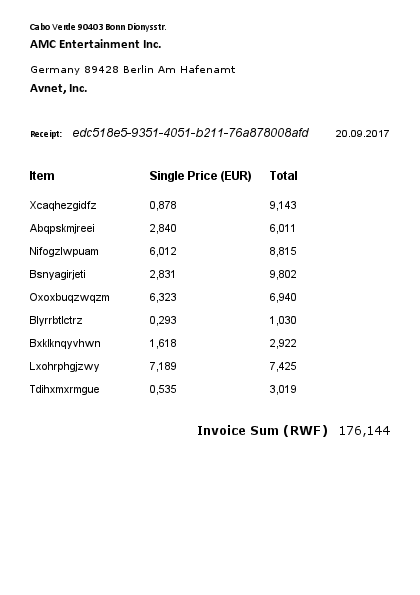 Cabo Verde 90403 Bonn Dionysstr.
AMC Entertainment Inc.
Germany 89428 Berlin Am Hafenamt
Avnet, Inc.
Receipt: edc518e5-9351-4051-b211-76a878008afd 20.09.2017
Item Single Price (EUR) Total
Xcaqhezgidfz 0,878 9,143
Abqpskmjreei 2,840 6,011
Nifogzlwpuam 6,012 8,815
Bsnyagirjeti 2,831 9,802
Oxoxbuqzwqzm 6,323 6,940
Blyrrbtlctrz 0,293 1,030
Bxklknqyvhwn 1,618 2,922
Lxohrphgjzwy 7,189 7,425
Tdihxmxrmgue 0,535 3,019
Invoice Sum (RWF) 176,144